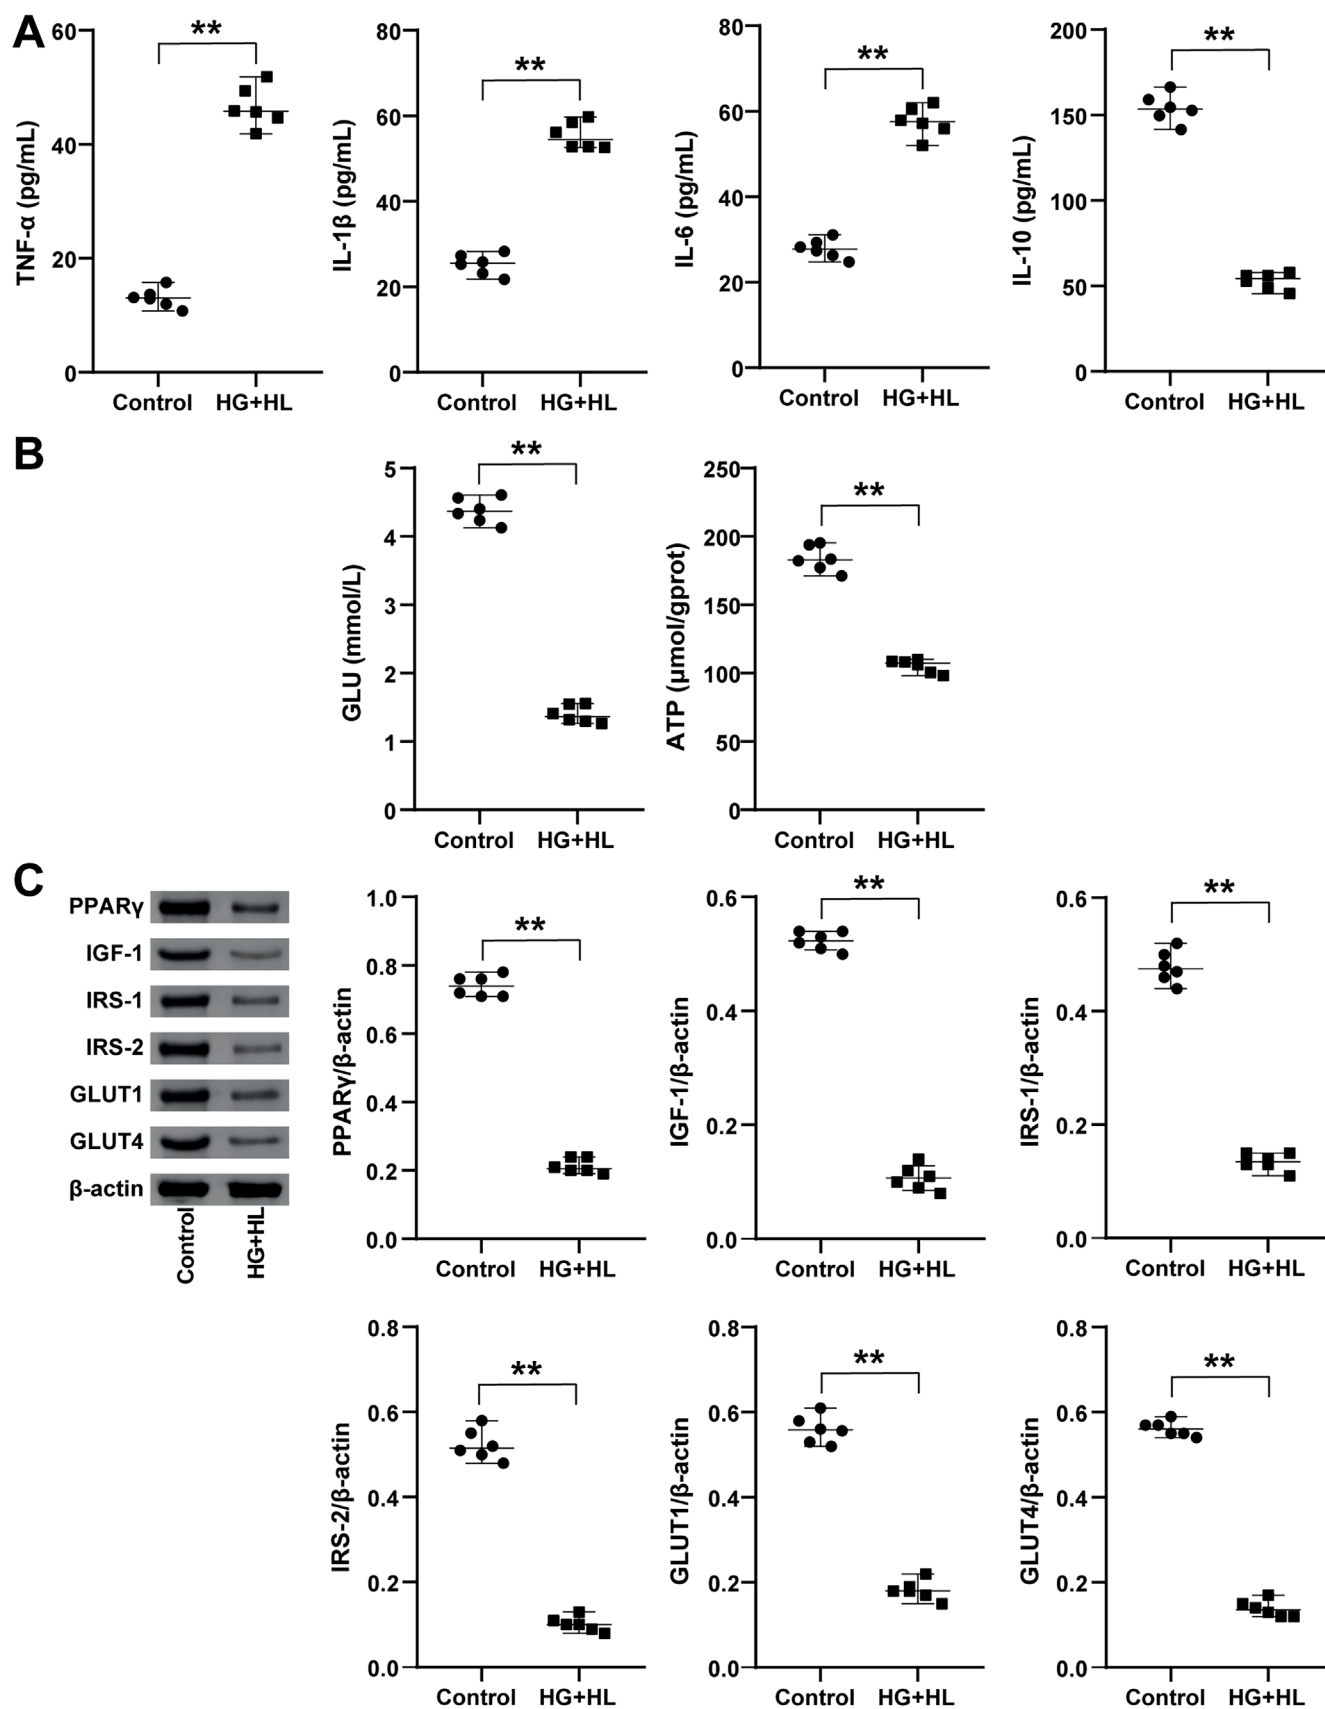 A
TNF-α (pg/mL)
60
40
20
0
**
Control HG+HL
IL-1β (pg/mL)
80
60
40
20
0
**
Control HG+HL
IL-6 (pg/mL)
80
60
40
20
0
**
Control HG+HL
IL-10 (pg/mL)
200
150
100
50
0
**
Control HG+HL
B
GLU (mmol/L)
5
4
3
2
1
0
**
Control HG+HL
ATP (μmol/gprot)
250
200
150
100
50
0
**
Control HG+HL
C
PPARγ
IGF-1
IRS-1
IRS-2
GLUT1
GLUT4
β-actin
Control
HG+HL
PPARγ/β-actin
1.0
0.8
0.6
0.4
0.2
0.0
**
Control HG+HL
IGF-1/β-actin
0.6
0.4
0.2
0.0
**
Control HG+HL
IRS-1/β-actin
0.6
0.4
0.2
0.0
**
Control HG+HL
IRS-2/β-actin
0.8
0.6
0.4
0.2
0.0
**
Control HG+HL
GLUT1/β-actin
0.8
0.6
0.4
0.2
0.0
**
Control HG+HL
GLUT4/β-actin
0.8
0.6
0.4
0.2
0.0
**
Control HG+HL